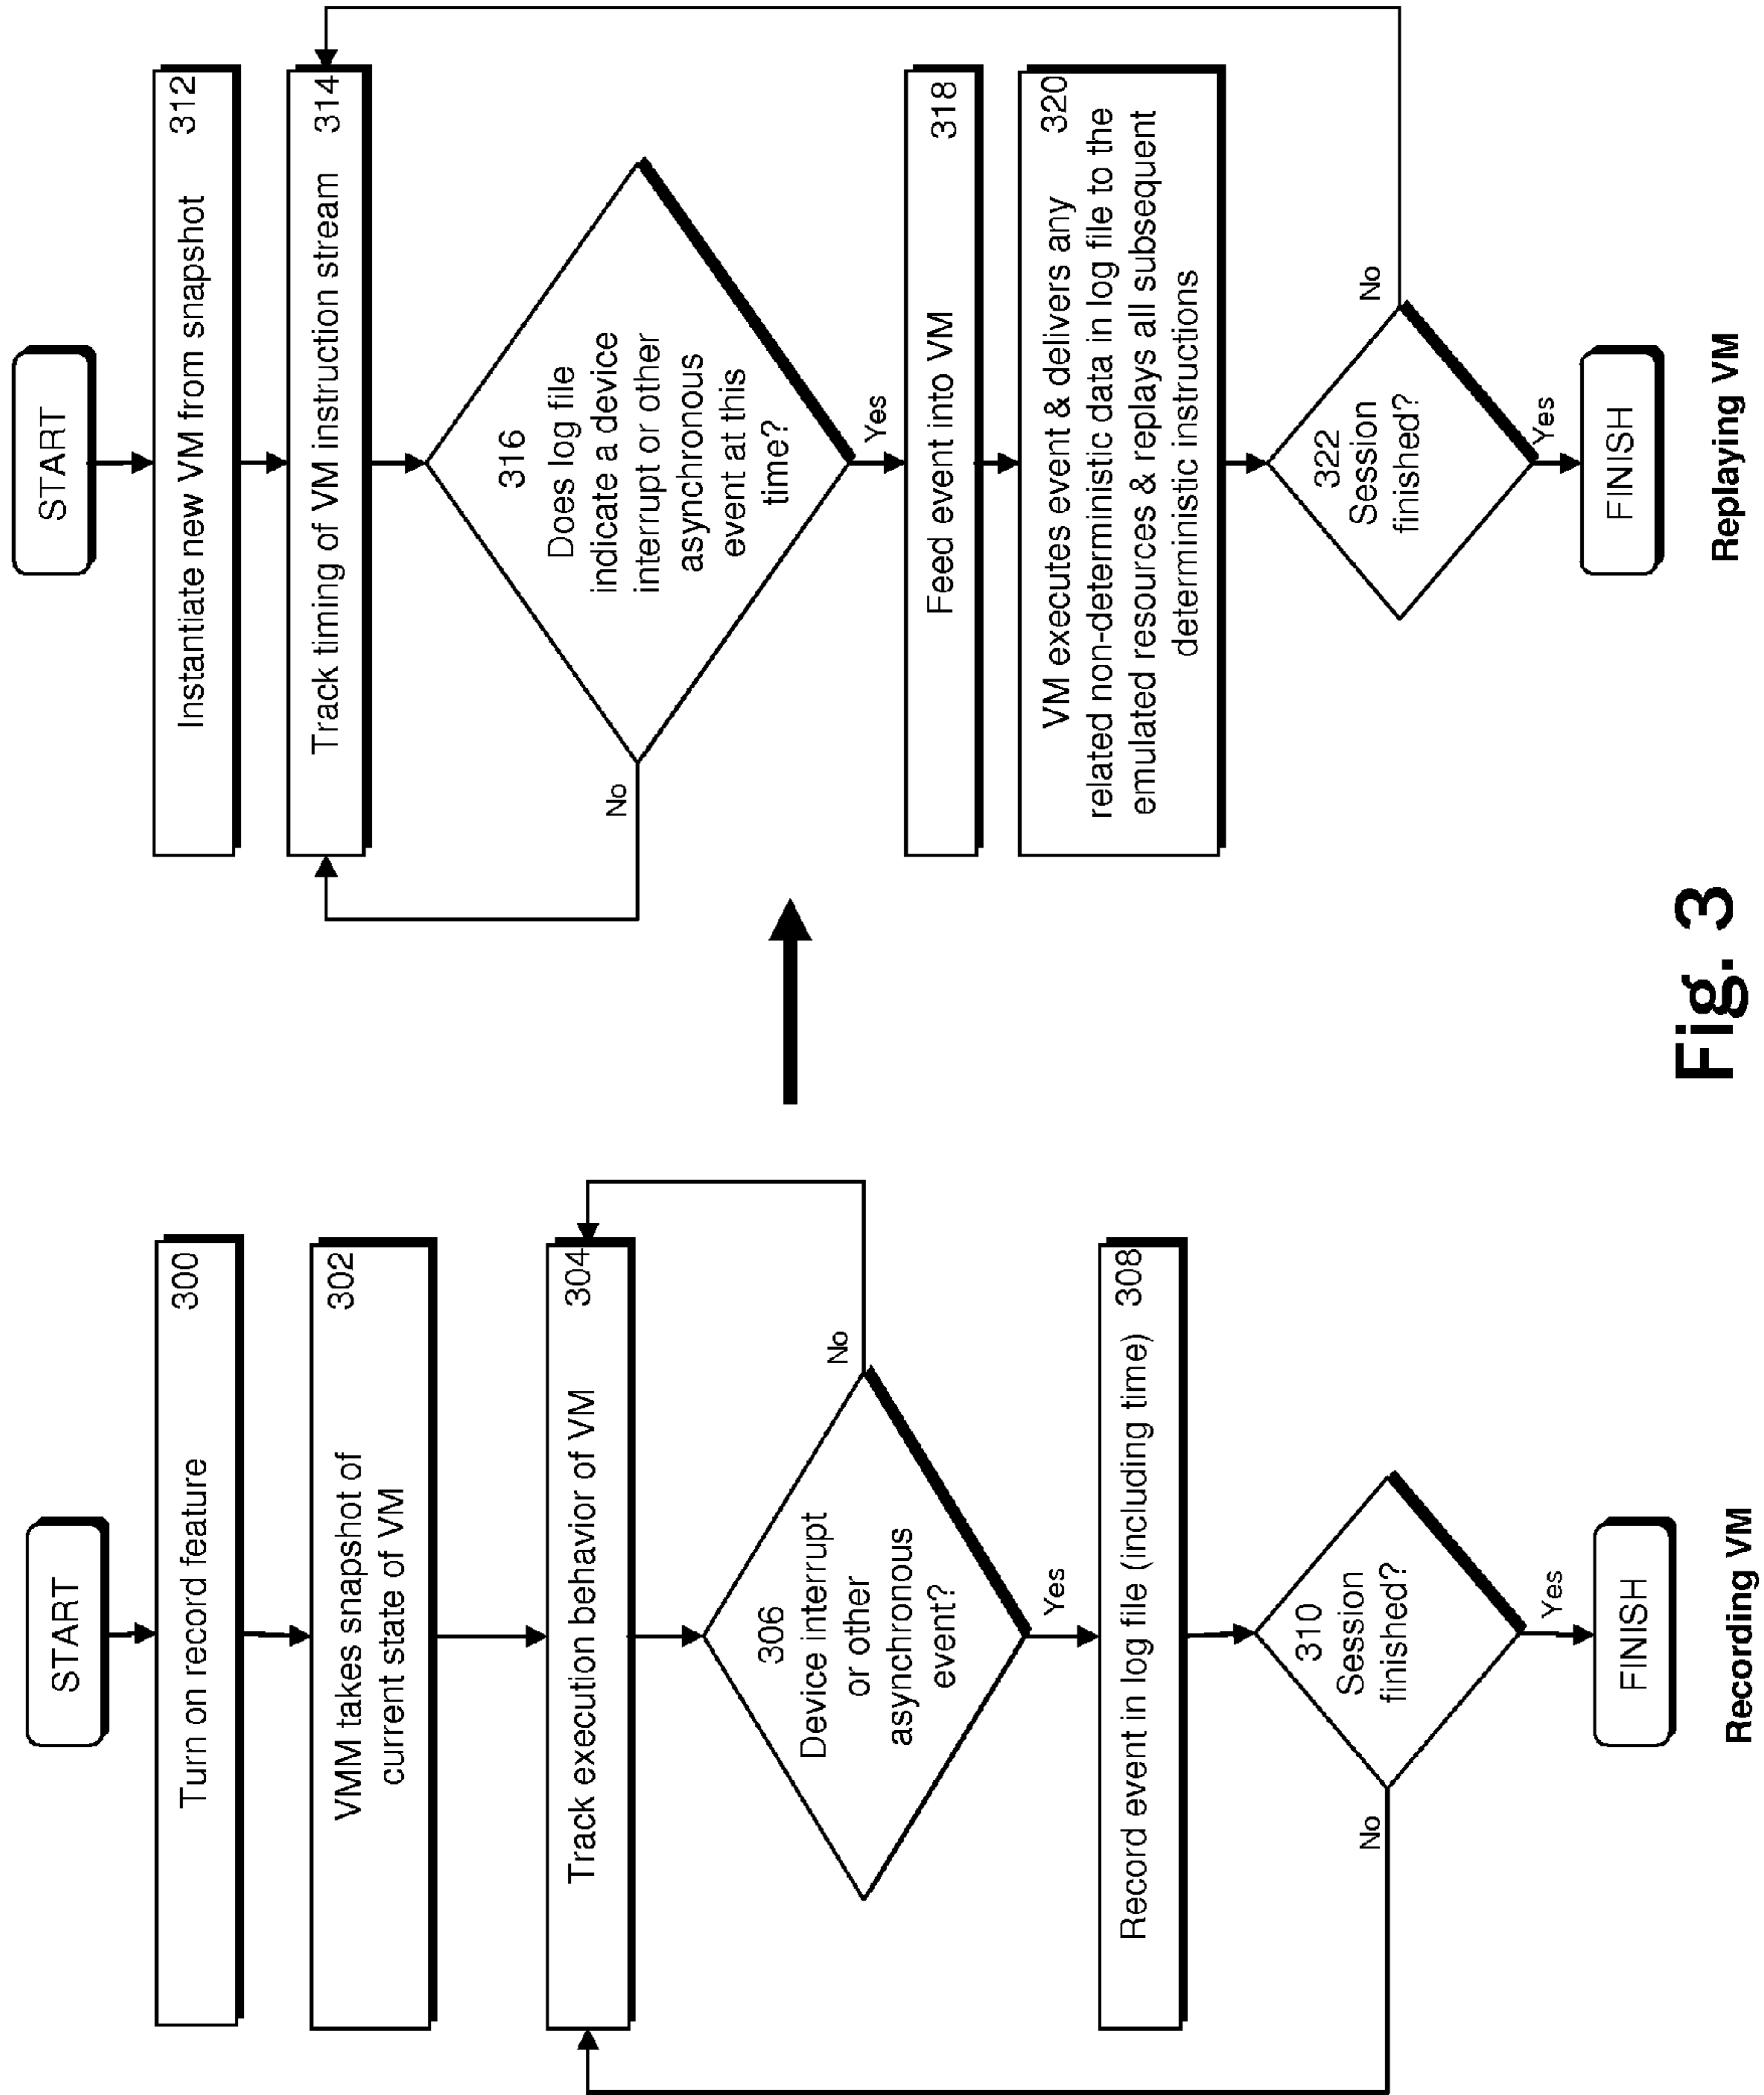 START
Turn on record feature 300
VMM takes snapshot of 302
current state of VM
Track execution behavior of VM 304
306
Device interrupt
or other
asynchronous
event?
No
Yes
Record event in log file (including time) 308
310
Session
finished?
No
Yes
FINISH
Recording VM
START
Instantiate new VM from snapshot 312
Track timing of VM instruction stream 314
316
Does log file
indicate a device
interrupt or other
asynchronous
event at this
time?
No
Yes
Feed event into VM 318
VM executes event & delivers any 320
related non-deterministic data in log file to the
emulated resources & replays all subsequent
deterministic instructions
322
Session
finished?
No
Yes
FINISH
Replaying VM
Fig. 3